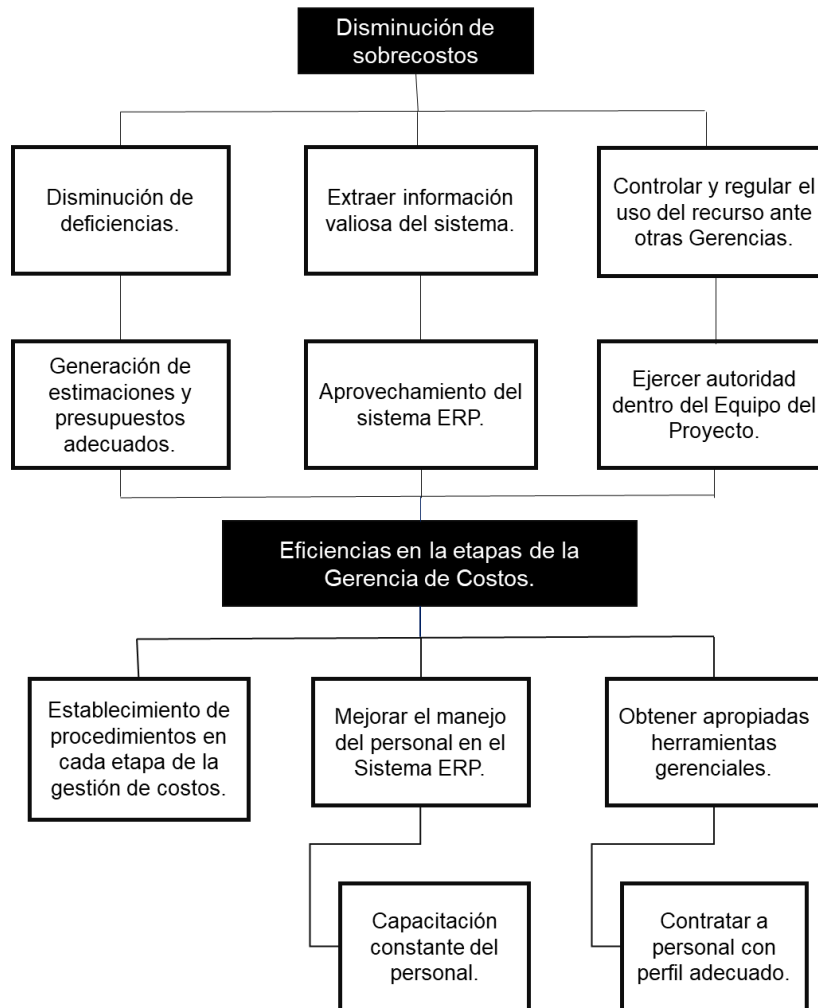 Disminución de
sobrecostos
Disminución de
deficiencias.
Extraer información
valiosa del sistema.
Controlar y regular el
uso del recurso ante
otras Gerencias.
Generación de
estimaciones y
presupuestos
adecuados.
Aprovechamiento del
sistema ERP.
Ejercer autoridad
dentro del Equipo del
Proyecto.
Eficiencias en la etapas de la
Gerencia de Costos.
Establecimiento de
procedimientos en
cada etapa de la
gestión de costos.
Mejorar el manejo
del personal en el
Sistema ERP.
Obtener apropiadas
herramientas
gerenciales.
Capacitación
constante del
personal.
Contratar a
personal con
perfil adecuado.